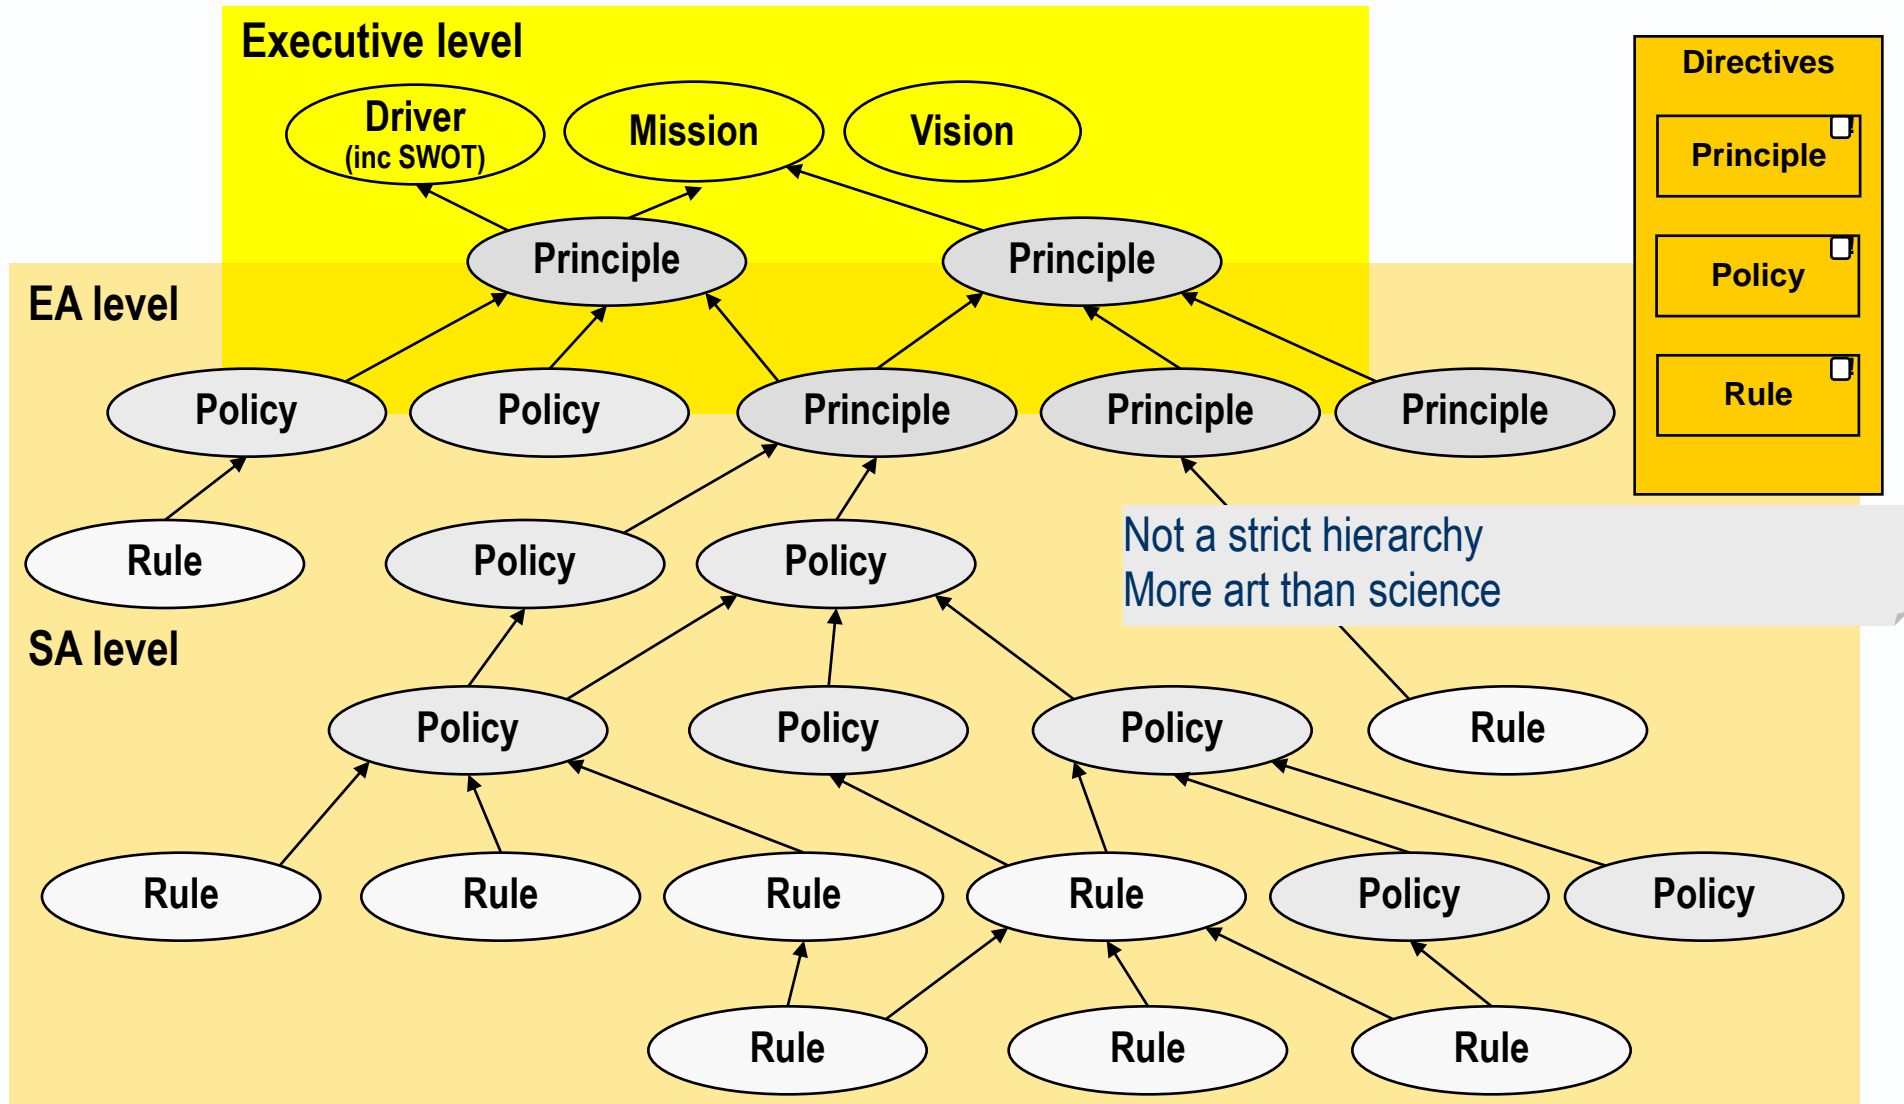 Executive level
Directives
Driver
(inc SWOT)
Mission
Vision
Principle
Principle
Principle
EA level
Policy
Policy
Policy
Principle
Principle
Principle
Rule
Rule
Policy
Policy
Not a strict hierarchy
More art than science
SA level
Policy
Policy
Policy
Rule
Rule
Rule
Rule
Rule
Policy
Policy
Rule
Rule
Rule